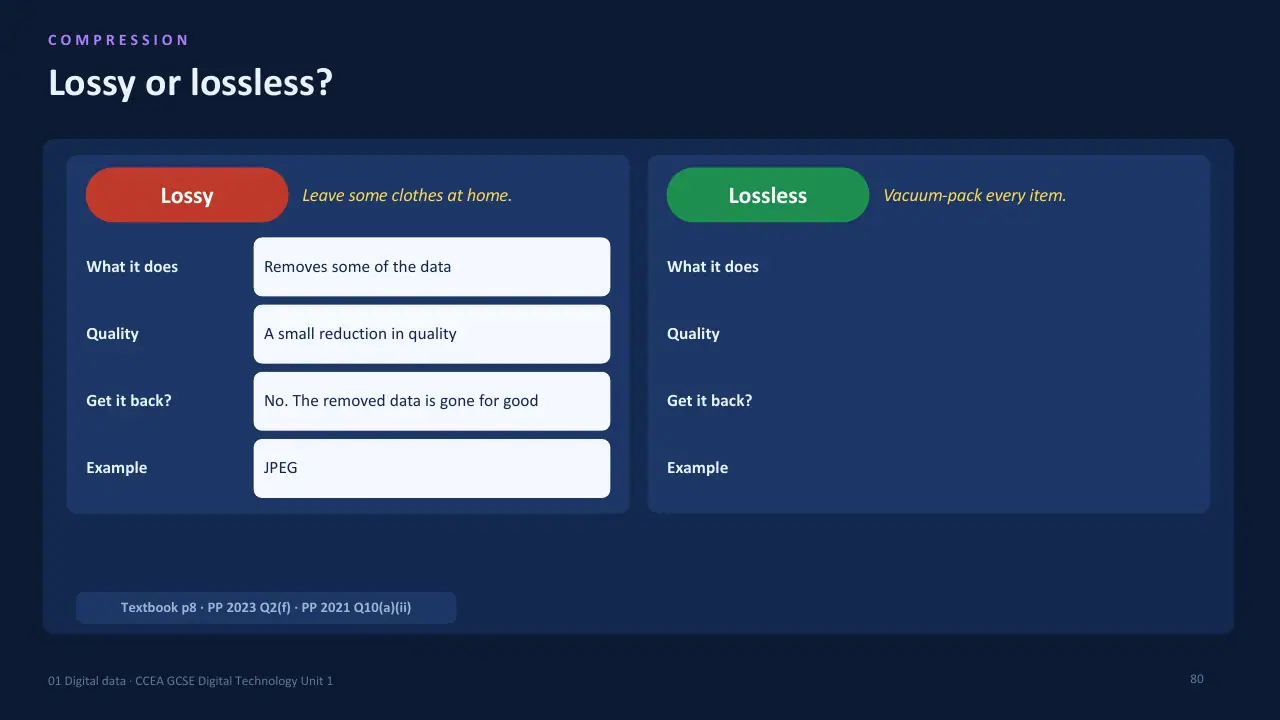 COMPRESSION
Lossy or lossless?
Lossy
Leave some clothes at home.
What it does
Removes some of the data
Quality
A small reduction in quality
Get it back?
No. The removed data is gone for good
Example
JPEG
Lossless
Vacuum-pack every item.
What it does
Quality
Get it back?
Example
Textbook p8 · PP 2023 Q2(f) · PP 2021 Q10(a)(ii)
01 Digital data · CCEA GCSE Digital Technology Unit 1
80